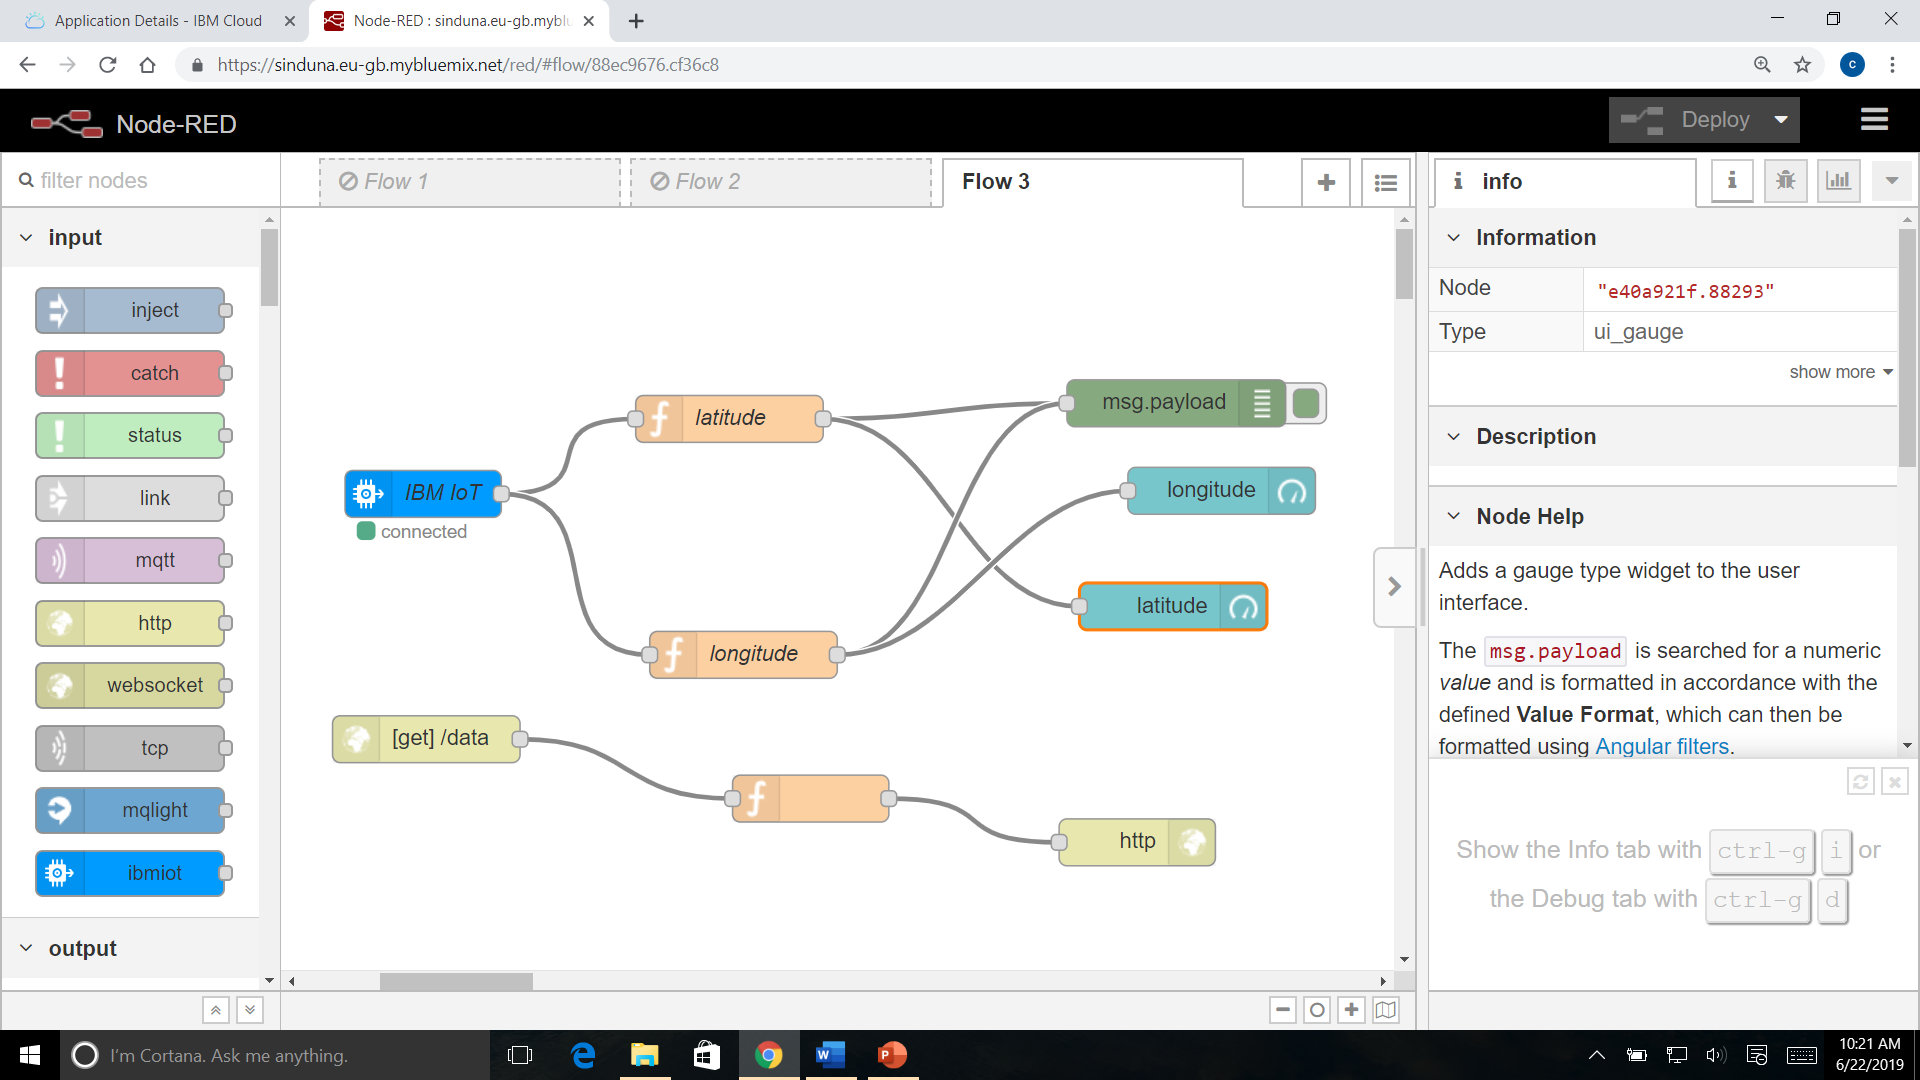 Application Details - IBM Cloud
Node-RED : sinduna.eu-gb.myblu
https://sinduna.eu-gb.mybluemix.net/red/#flow/88ec9676.cf36c8
c
Node-RED
Deploy
filter nodes
Flow 1
Flow 2
Flow 3
info
input
inject
catch
status
link
mqtt
http
websocket
tcp
mqlight
ibmiot
output
latitude
msg.payload
IBM IoT
connected
longitude
latitude
longitude
[get] /data
http
Information
Node
"e40a921f.88293"
Type
ui_gauge
show more
Description
Node Help
Adds a gauge type widget to the user
interface.
The msg.payload is searched for a numeric
value and is formatted in accordance with the
defined Value Format, which can then be
formatted using Angular filters.
Show the Info tab with ctrl-g i or
the Debug tab with ctrl-g d
I'm Cortana. Ask me anything.
10:21 AM
6/22/2019